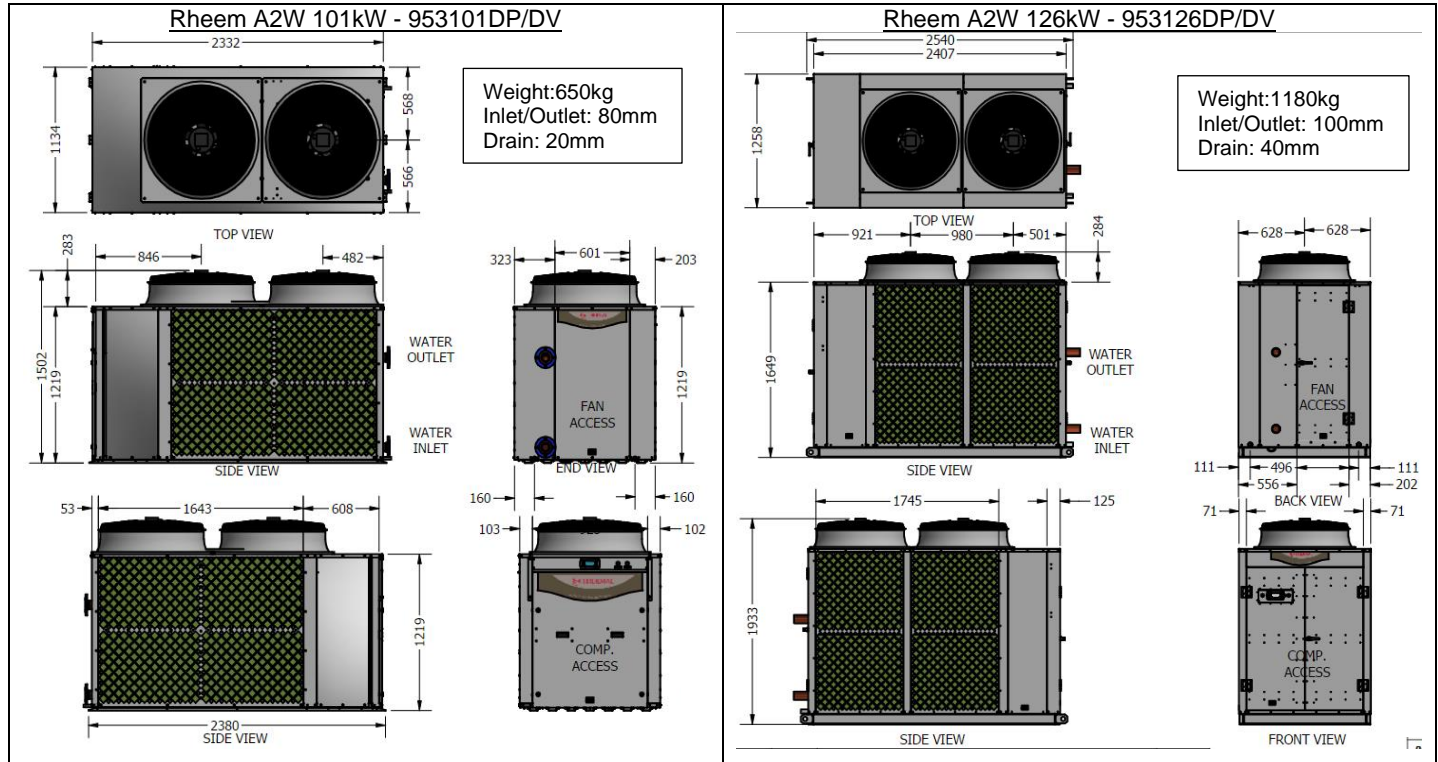 Rheem A2W 101kW - 953101DP/DV
2332
1134
568
566
Weight:650kg
Inlet/Outlet: 80mm
Drain: 20mm
TOP VIEW
283
846
482
1502
1219
WATER
OUTLET
WATER
INLET
SIDE VIEW
323
601
203
1219
FAN
ACCESS
END VIEW
160
160
53
1643
608
1219
2380
SIDE VIEW
103
102
COMP.
ACCESS
Rheem A2W 126kW - 953126DP/DV
2540
2407
1258
Weight:1180kg
Inlet/Outlet: 100mm
Drain: 40mm
TOP VIEW
921
980
501
284
1649
WATER
OUTLET
WATER
INLET
SIDE VIEW
628
628
FAN
ACCESS
111
496
111
556
202
BACK VIEW
1745
125
1933
SIDE VIEW
71
71
COMP.
ACCESS
FRONT VIEW